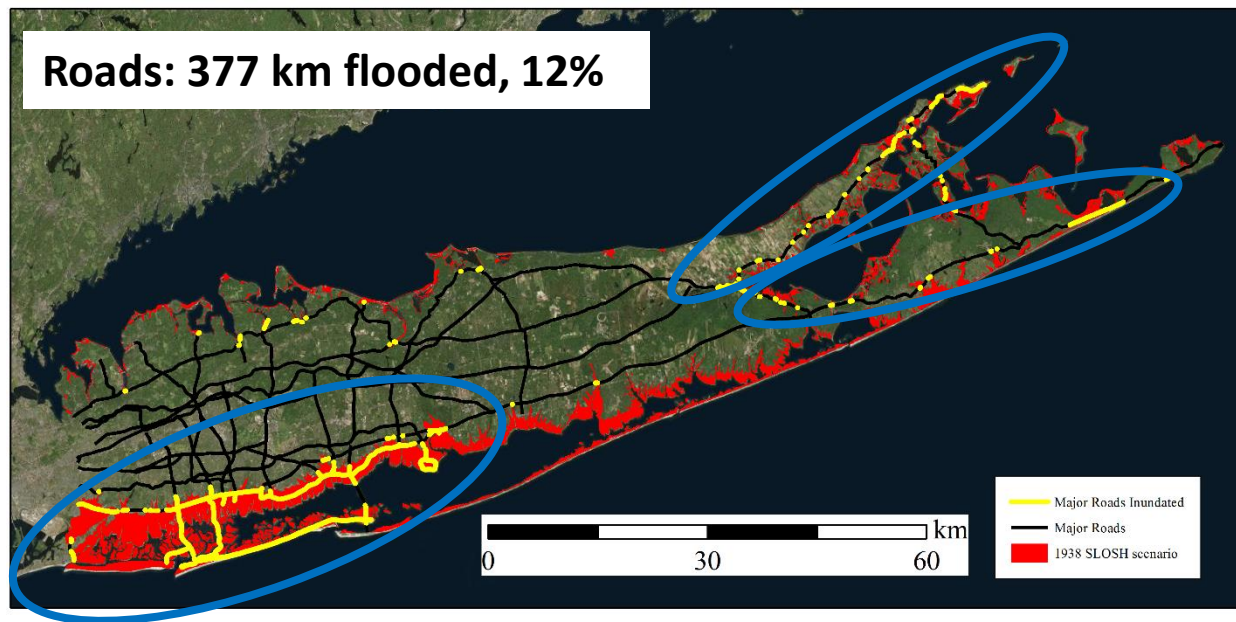 Roads: 377 km flooded, 12%
km
0
30
60
Major Roads Inundated
Major Roads
1938 SLOSH scenario